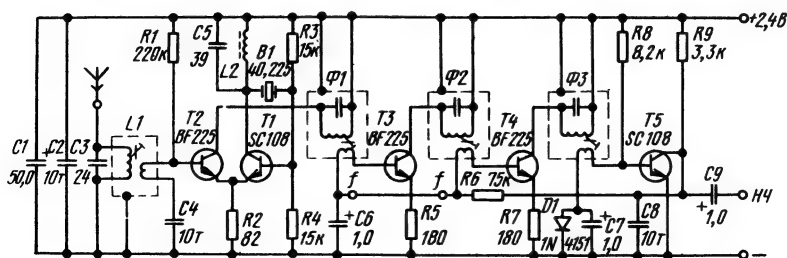 +2,4В
R1
220к
C5
39
L2
B1
40,225
R3
15к
Ф1
Ф2
Ф3
R8
8,2к
R9
3,3к
L1
T2
BF225
T1
SC108
T3
BF225
T4
BF225
T5
SC108
C1
50,0
C2
10т
C3
24
C4
10т
R2
82
R4
15к
+
C6
1,0
f
f
R5
180
R6
75к
R7
180
D1
1N
4151
+
C7
1,0
C8
10т
C9
+
1,0
НЧ
+
–